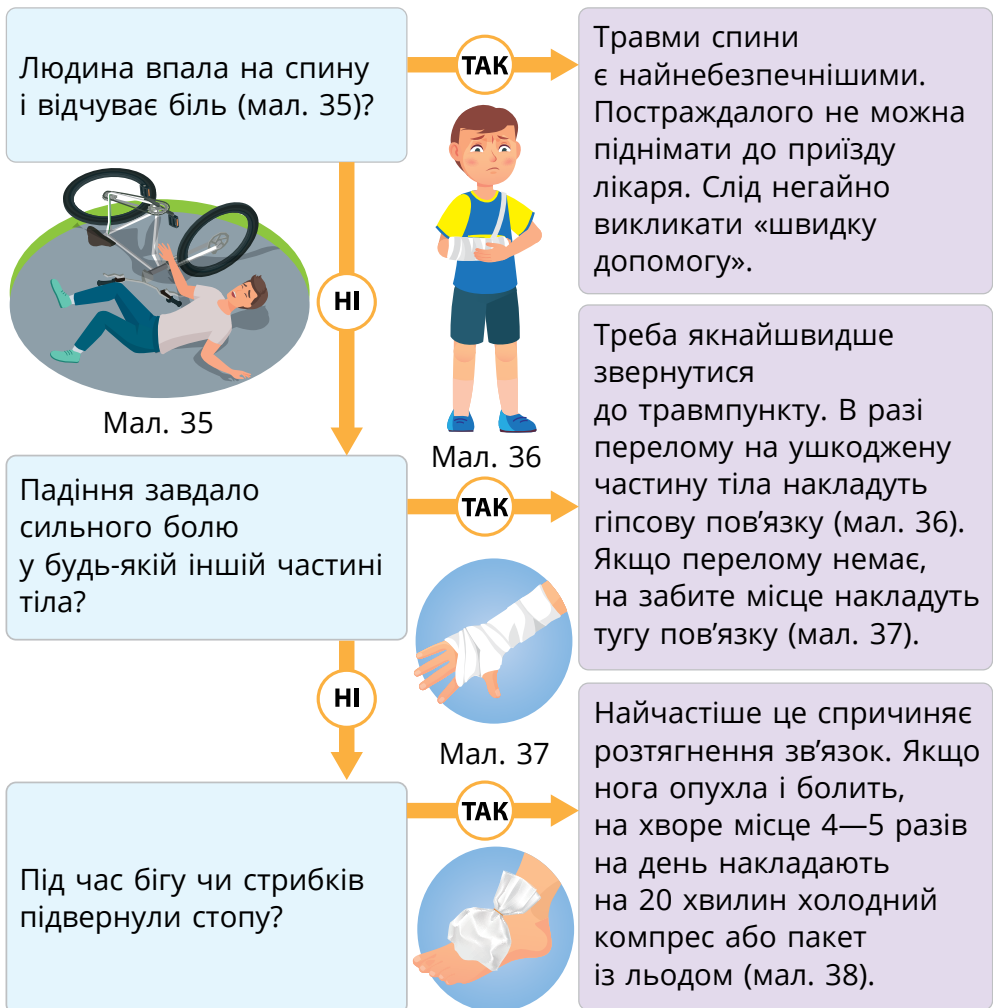 Людина впала на спину
і відчуває біль (мал. 35)?
ТАК
Травми спини
є найнебезпечнішими.
Постраждалого не можна
піднімати до приїзду
лікаря. Слід негайно
викликати «швидку
допомогу».
НІ
Мал. 35
Мал. 36
Падіння завдало
сильного болю
у будь-якій іншій частині
тіла?
ТАК
Треба якнайшвидше
звернутися
до травмпункту. В разі
перелому на ушкоджену
частину тіла накладуть
гіпсову пов’язку (мал. 36).
Якщо перелому немає,
на забите місце накладуть
тугу пов’язку (мал. 37).
НІ
Мал. 37
Під час бігу чи стрибків
підвернули стопу?
ТАК
Найчастіше це спричиняє
розтягнення зв’язок. Якщо
нога опухла і болить,
на хворе місце 4—5 разів
на день накладають
на 20 хвилин холодний
компрес або пакет
із льодом (мал. 38).